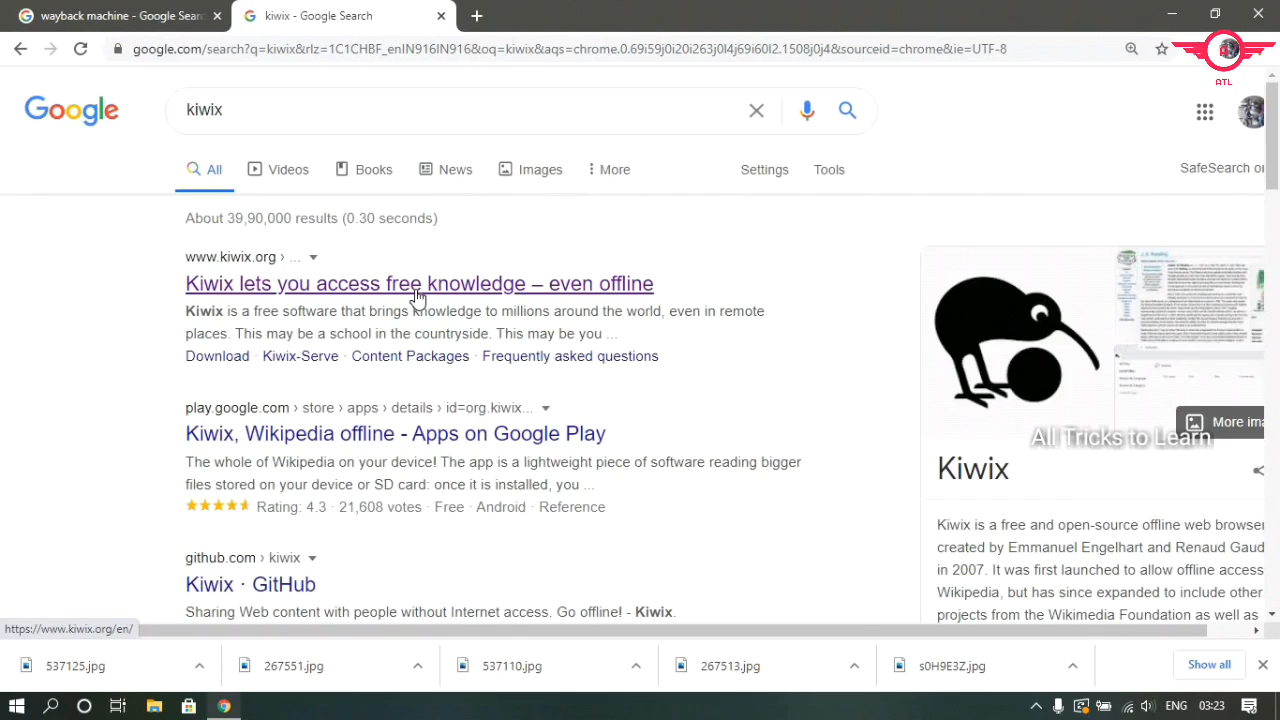 wayback machine - Google Search
kiwix - Google Search
google.com/search?q=kiwix&rlz=1C1CHBF_enIN916IN916&oq=kiwix&aqs=chrome.0.69i59j0i20i263j0l4j69i60l2.1508j0j4&sourceid=chrome&ie=UTF-8
ATL
Google
kiwix
All
Videos
Books
News
Images
More
Settings
Tools
SafeSearch on
About 39,90,000 results (0.30 seconds)
www.kiwix.org › ...
Kiwix lets you access free knowledge – even offline
Kiwix is a free software that brings around the world, even in remote
places. This may be a school in the countryside. This may be you ...
Download · Kiwix-Serve · Content Packages · Frequently asked questions
play.google.com › store › apps › details › id=org.kiwix...
Kiwix, Wikipedia offline - Apps on Google Play
The whole of Wikipedia on your device! The app is a lightweight piece of software reading bigger
files stored on your device or SD card: once it is installed, you ...
Rating: 4.3 · 21,608 votes · Free · Android · Reference
github.com › kiwix
Kiwix · GitHub
Sharing Web content with people without Internet access. Go offline! - Kiwix.
More ima
All Tricks to Learn
Kiwix
Kiwix is a free and open-source offline web browser
created by Emmanuel Engelhart and Renaud Gaud
in 2007. It was first launched to allow offline access
Wikipedia, but has since expanded to include other
projects from the Wikimedia Foundation as well as
https://www.kiwix.org/en/
537125.jpg
267551.jpg
537110.jpg
267513.jpg
s0H9E3Z.jpg
Show all
ENG
03:23